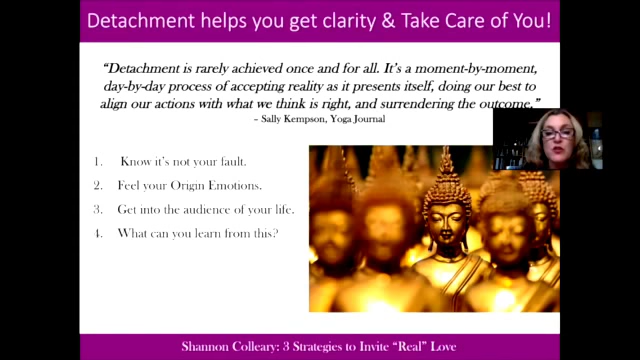 Detachment helps you get clarity & Take Care of You!
“Detachment is rarely achieved once and for all. It’s a moment-by-moment,
day-by-day process of accepting reality as it presents itself, doing our best to
align our actions with what we think is right, and surrendering the outcome.”
– Sally Kempson, Yoga Journal
1. Know it’s not your fault.
2. Feel your Origin Emotions.
3. Get into the audience of your life.
4. What can you learn from this?
Shannon Colleary: 3 Strategies to Invite “Real” Love